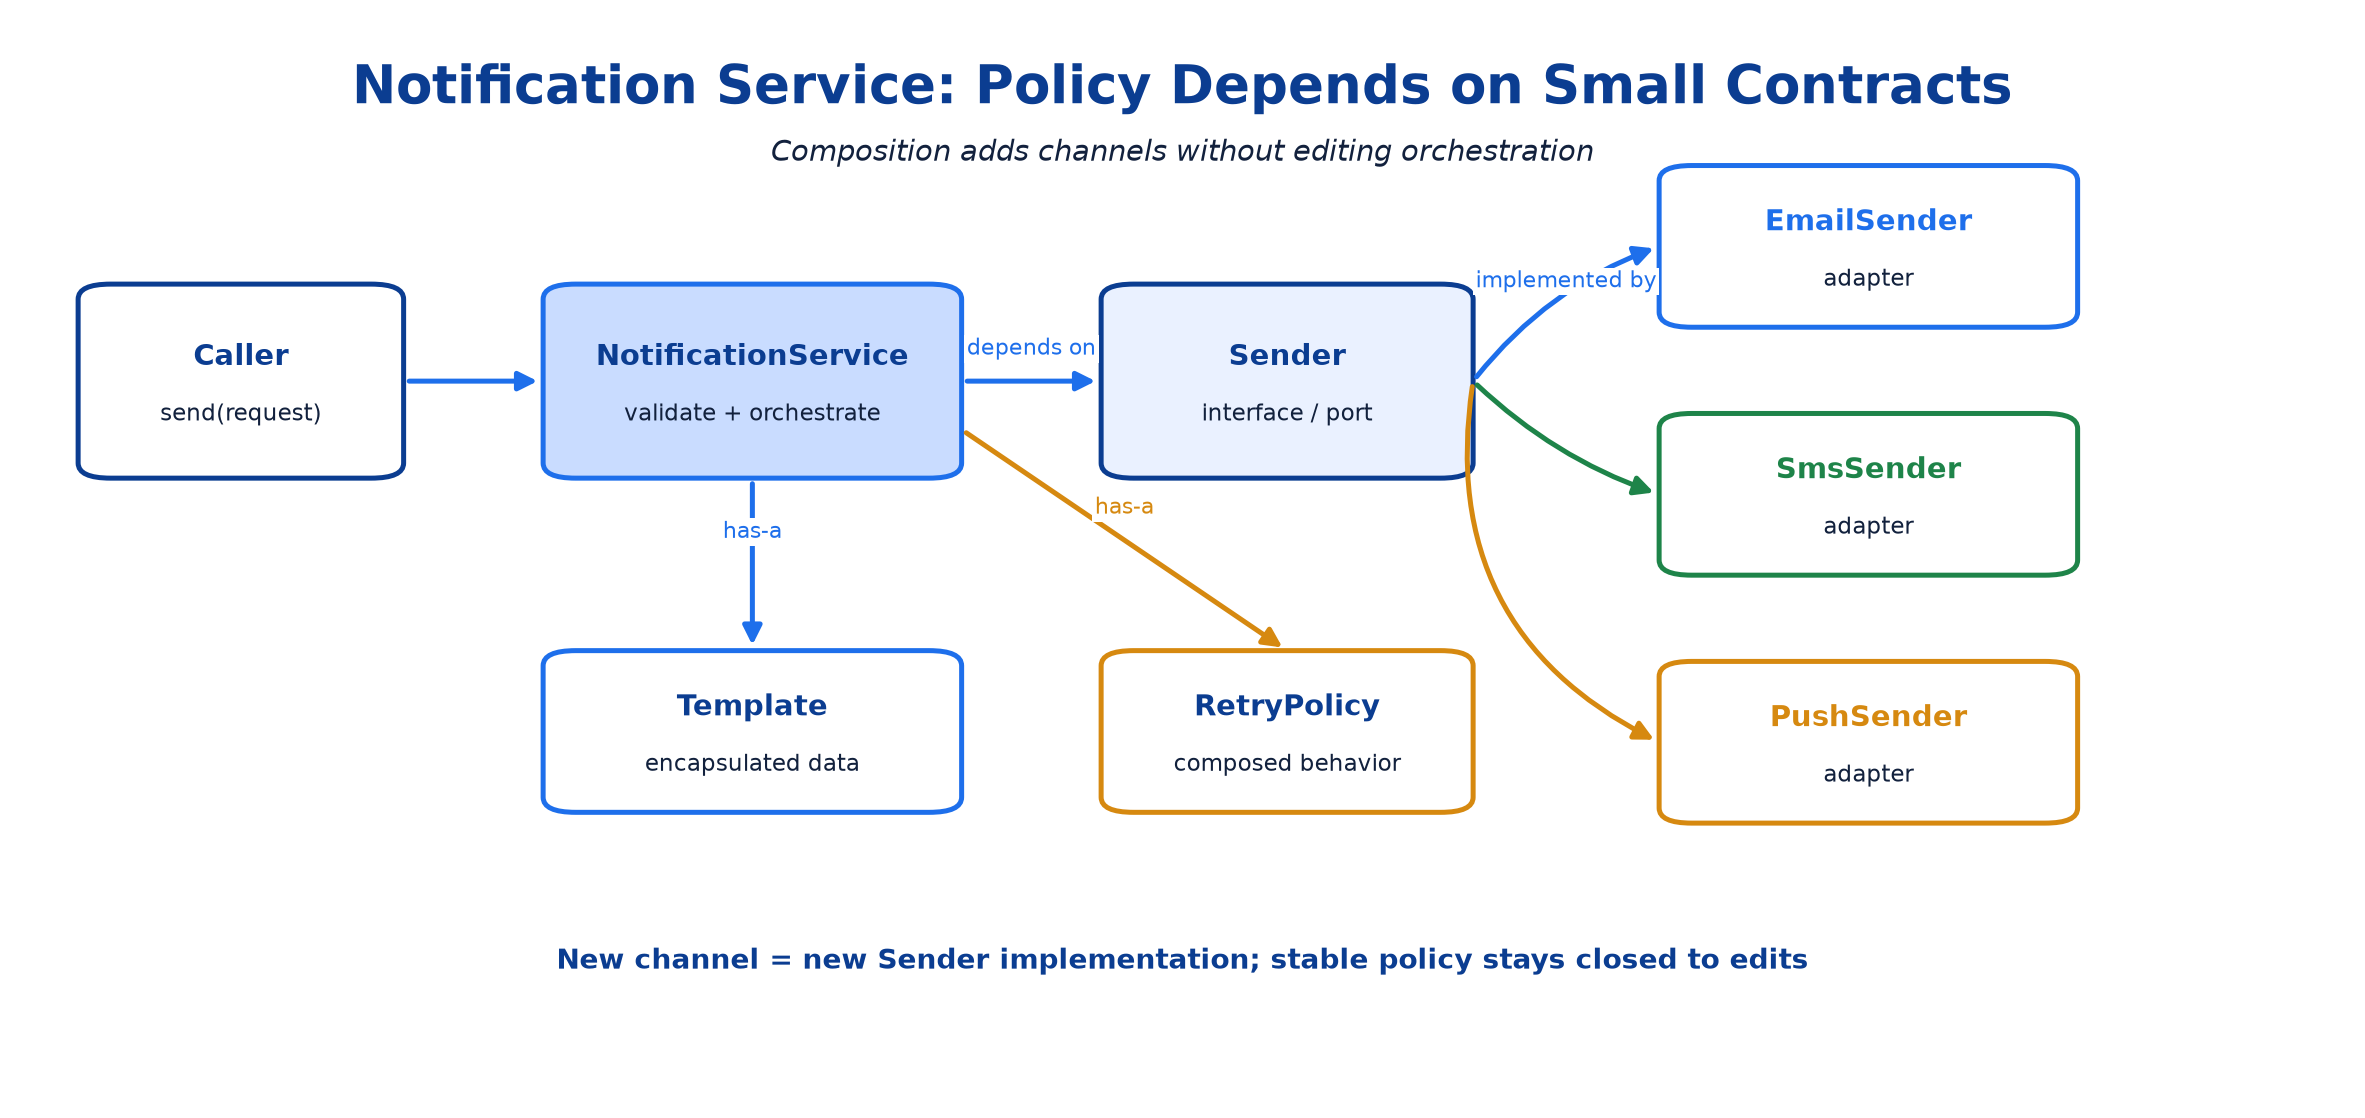 Notification Service: Policy Depends on Small Contracts
Composition adds channels without editing orchestration
Caller
send(request)
NotificationService
validate + orchestrate
depends on
Sender
interface / port
implemented by
EmailSender
adapter
SmsSender
adapter
has-a
has-a
Template
encapsulated data
RetryPolicy
composed behavior
PushSender
adapter
New channel = new Sender implementation; stable policy stays closed to edits